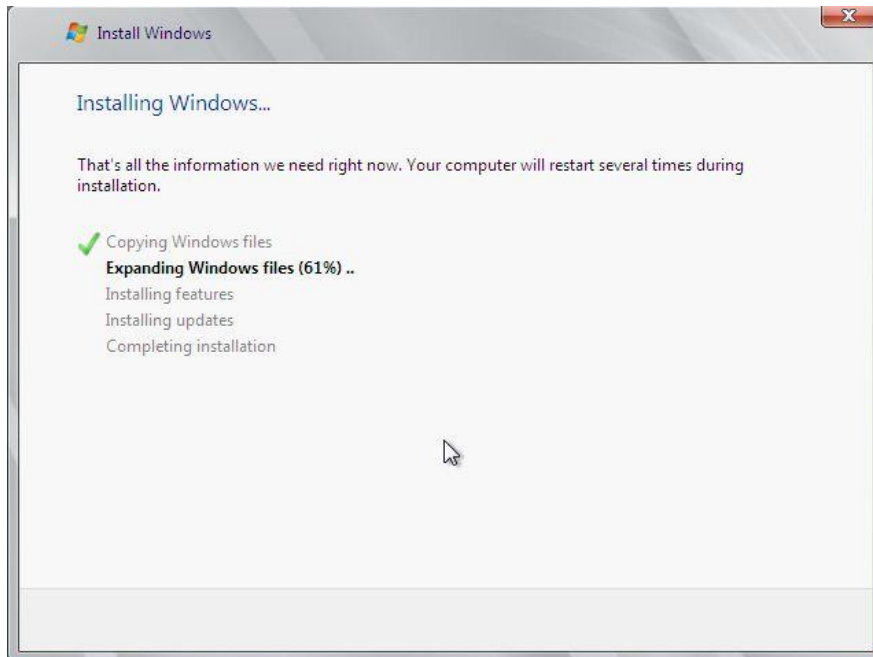 Install Windows
Installing Windows...
That's all the information we need right now. Your computer will restart several times during
installation.
Copying Windows files
Expanding Windows files (61%) ..
Installing features
Installing updates
Completing installation